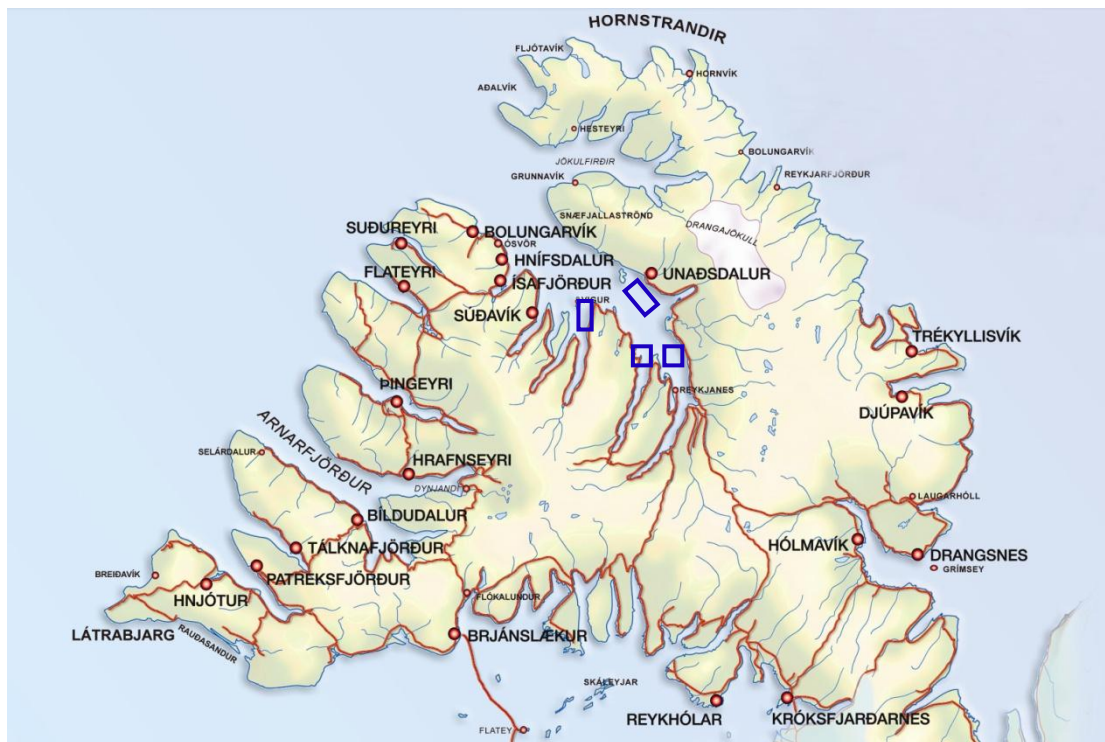 HORNSTRANDIR
FLJÓTAVÍK
HORNVÍK
AÐALVÍK
HESTEYRI
BOLUNGARVÍK
JÖKULFIRÐIR
REYKJARFJÖRÐUR
GRUNNAVÍK
SNÆFJALLASTRÖND
DRANGAJÖKULL
SUÐUREYRI
BOLUNGARVÍK
ÓSVÖR
HNÍFSDALUR
FLATEYRI
ÍSAFJÖRÐUR
UNAÐSDALUR
SÚÐAVÍK
TRÉKYLLISVÍK
ÞINGEYRI
REYKJANES
DJÚPAVÍK
ARNARFJÖRÐUR
SELÁRDALUR
HRAFNSEYRI
DYNJANDI
LAUGARHÓLL
BÍLDUDALUR
TÁLKNAFJÖRÐUR
HÓLMAVÍK
DRANGSNES
GRÍMSEY
BREIÐAVÍK
PATREKSFJÖRÐUR
HNJÓTUR
FLÓKALUNDUR
LÁTRABJARG
RAUÐASANDUR
BRJÁNSLÆKUR
SKÁLEYJAR
REYKHÓLAR
KRÓKSFJARÐARNES
FLATEY